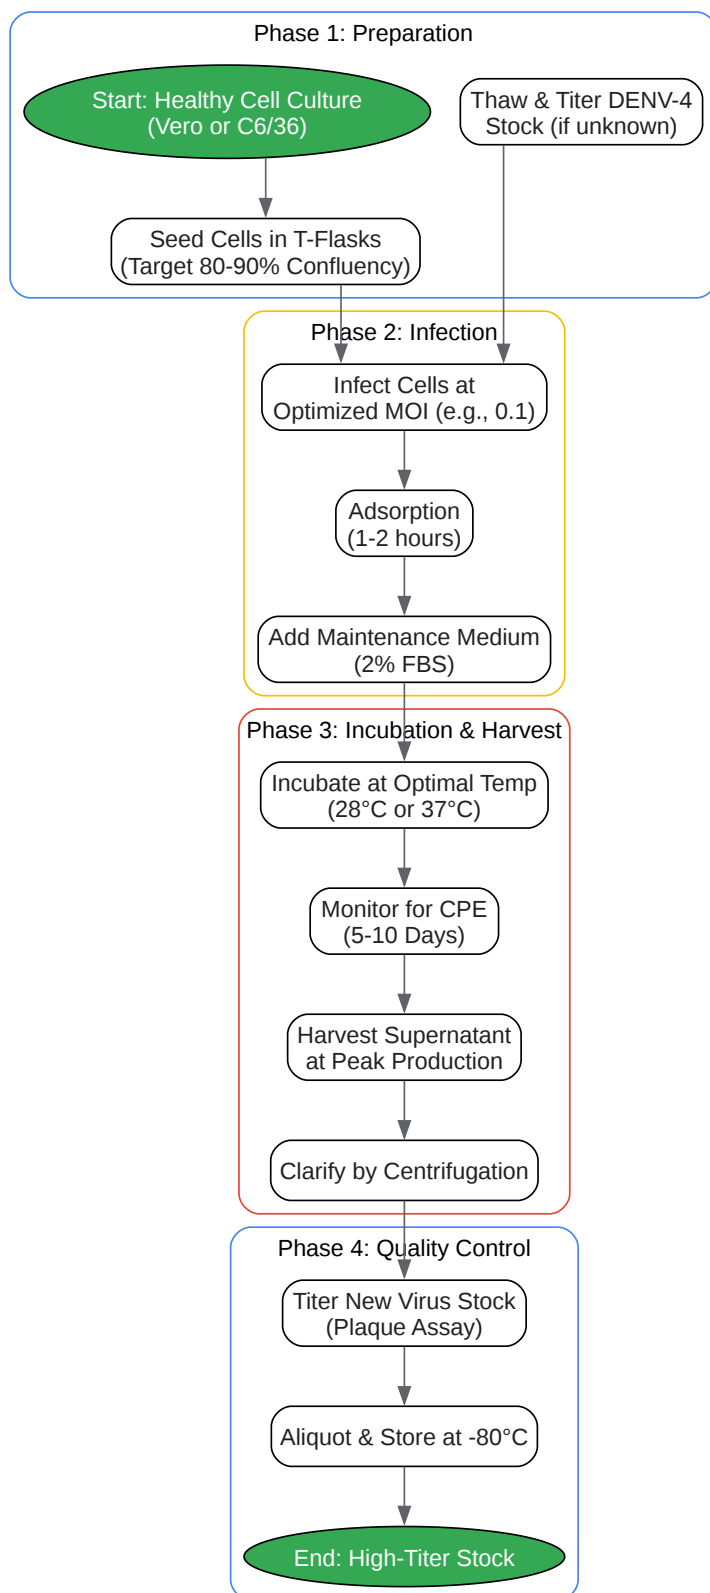 Phase 1: Preparation
Start: Healthy Cell Culture
(Vero or C6/36)
Thaw & Titer DENV-4
Stock (if unknown)
Seed Cells in T-Flasks
(Target 80-90% Confluency)
Phase 2: Infection
Infect Cells at
Optimized MOI (e.g., 0.1)
Adsorption
(1-2 hours)
Add Maintenance Medium
(2% FBS)
Phase 3: Incubation & Harvest
Incubate at Optimal Temp
(28°C or 37°C)
Monitor for CPE
(5-10 Days)
Harvest Supernatant
at Peak Production
Clarify by Centrifugation
Phase 4: Quality Control
Titer New Virus Stock
(Plaque Assay)
Aliquot & Store at -80°C
End: High-Titer Stock